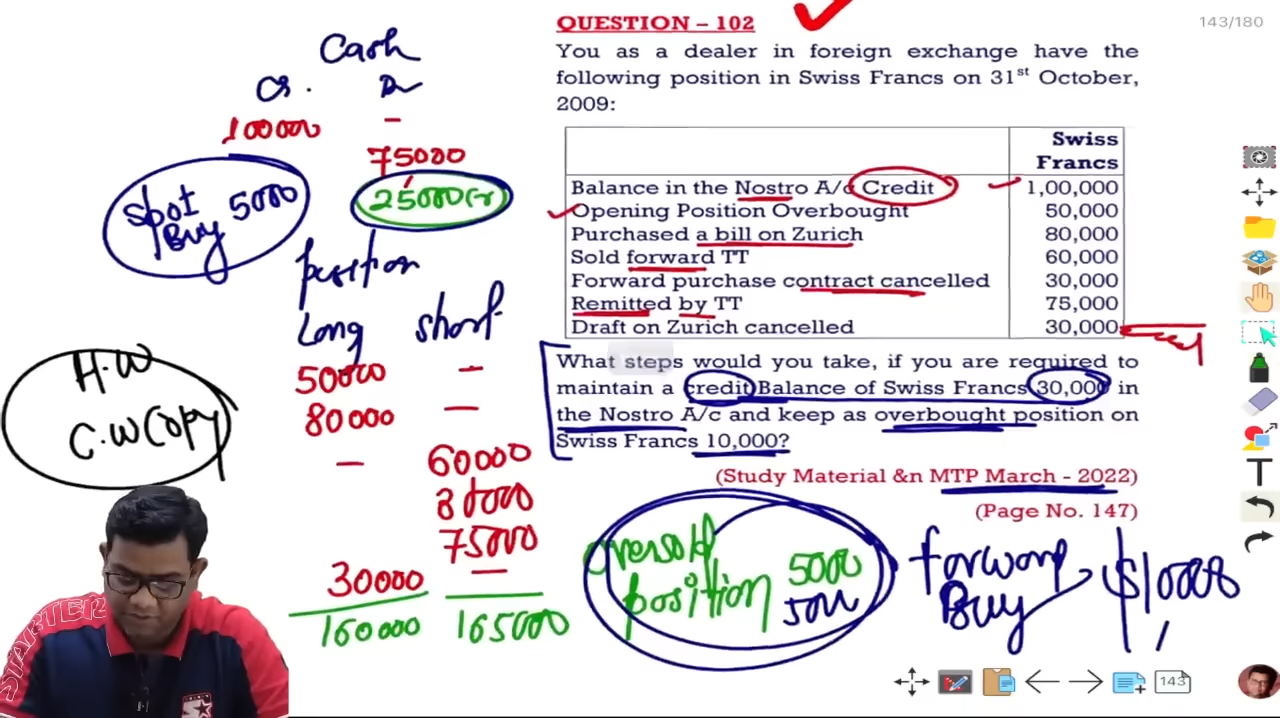 143/180
QUESTION – 102
You as a dealer in foreign exchange have the
following position in Swiss Francs on 31st October,
2009:
Swiss
Francs
Balance in the Nostro A/c Credit 1,00,000
Opening Position Overbought 50,000
Purchased a bill on Zurich 80,000
Sold forward TT 60,000
Forward purchase contract cancelled 30,000
Remitted by TT 75,000
Draft on Zurich cancelled 30,000
What steps would you take, if you are required to
maintain a credit Balance of Swiss Francs 30,000 in
the Nostro A/c and keep as overbought position on
Swiss Francs 10,000?
(Study Material &n MTP March - 2022)
(Page No. 147)
Cash
Cr. Dr
100000 –
75000
25000 Cr
Spot
Buy 5000
position
Long short
50000 –
80000 –
– 60000
30000
75000
30000 –
160000 165000
H.W
C.W Copy
oversold
position 5000
5000
forward
Buy
143
STARTER
T